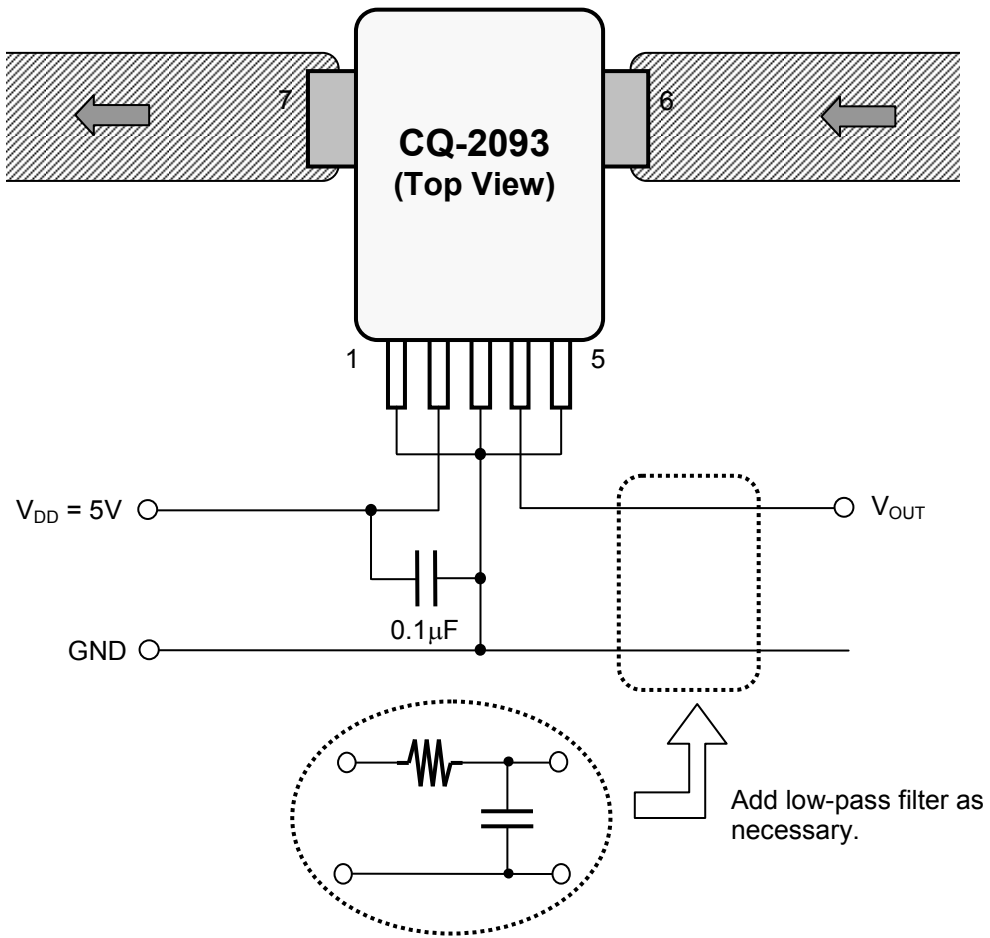 7
6
CQ-2093
(Top View)
1
5
V_DD = 5V
V_OUT
0.1μF
GND
Add low-pass filter as
necessary.